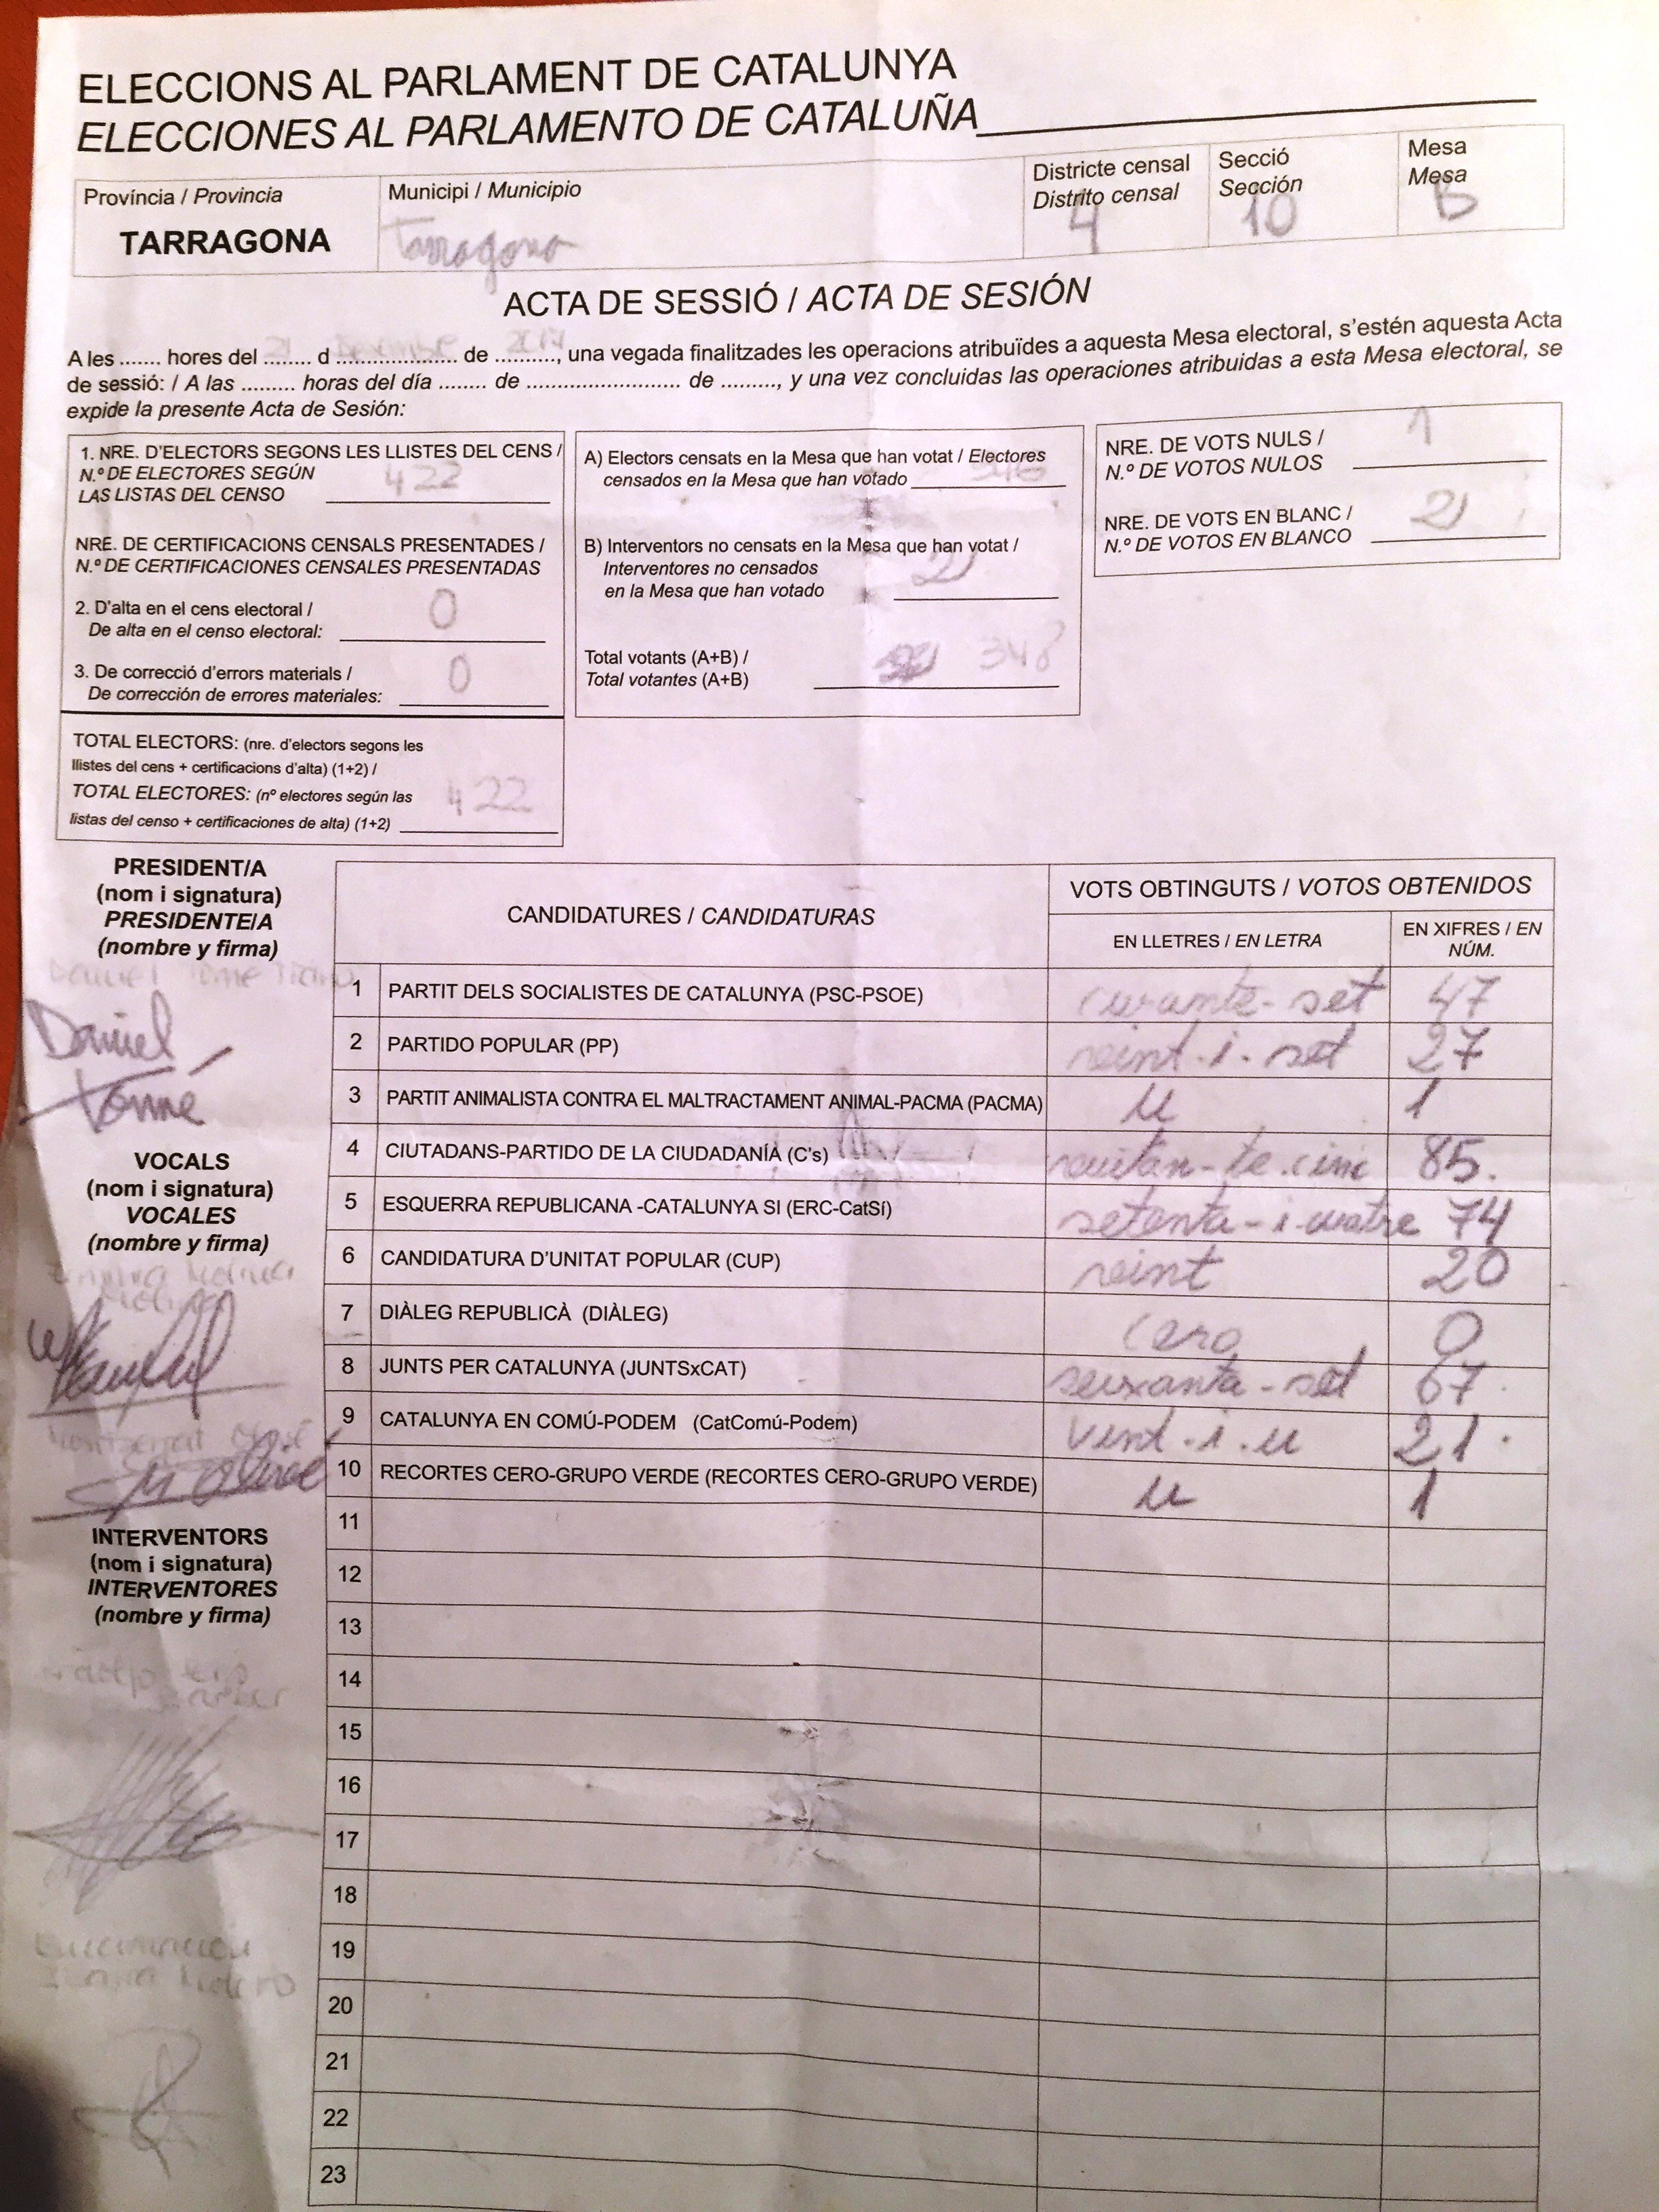 ELECCIONS AL PARLAMENT DE CATALUNYA
ELECCIONES AL PARLAMENTO DE CATALUÑA
Província / Provincia
TARRAGONA
Municipi / Municipio
Tarragona
Districte censal
Distrito censal
4
Secció
Sección
10
Mesa
Mesa
B
ACTA DE SESSIÓ / ACTA DE SESIÓN
A les ....... hores del 21 d ................ de ........., una vegada finalitzades les operacions atribuïdes a aquesta Mesa electoral, s'estén aquesta Acta
de sessió: / A las ......... horas del día ........ de ...................... de ........., y una vez concluidas las operaciones atribuidas a esta Mesa electoral, se
expide la presente Acta de Sesión:
1. NRE. D'ELECTORS SEGONS LES LLISTES DEL CENS /
N.º DE ELECTORES SEGÚN
LAS LISTAS DEL CENSO
422
NRE. DE CERTIFICACIONS CENSALS PRESENTADES /
N.º DE CERTIFICACIONES CENSALES PRESENTADAS
2. D'alta en el cens electoral /
De alta en el censo electoral:
0
3. De correcció d'errors materials /
De correción de errores materiales:
0
TOTAL ELECTORS: (nre. d'electors segons les
llistes del cens + certificacions d'alta) (1+2) /
TOTAL ELECTORES: (nº electores según las
listas del censo + certificaciones de alta) (1+2)
422
A) Electors censats en la Mesa que han votat / Electores
censados en la Mesa que han votado
346
B) Interventors no censats en la Mesa que han votat /
Interventores no censados
en la Mesa que han votado
2
Total votants (A+B) /
Total votantes (A+B)
348
NRE. DE VOTS NULS /
N.º DE VOTOS NULOS
1
NRE. DE VOTS EN BLANC /
N.º DE VOTOS EN BLANCO
2
PRESIDENT/A
(nom i signatura)
PRESIDENTE/A
(nombre y firma)
Daniel
Tomne
VOCALS
(nom i signatura)
VOCALES
(nombre y firma)
INTERVENTORS
(nom i signatura)
INTERVENTORES
(nombre y firma)
CANDIDATURES / CANDIDATURAS
VOTS OBTINGUTS / VOTOS OBTENIDOS
EN LLETRES / EN LETRA
EN XIFRES / EN
NÚM.
1 PARTIT DELS SOCIALISTES DE CATALUNYA (PSC-PSOE) curante-set 47
2 PARTIDO POPULAR (PP) vint.i.set 27
3 PARTIT ANIMALISTA CONTRA EL MALTRACTAMENT ANIMAL-PACMA (PACMA) u 1
4 CIUTADANS-PARTIDO DE LA CIUDADANÍA (C's) vuitan-ta.cinc 85.
5 ESQUERRA REPUBLICANA -CATALUNYA SI (ERC-CatSí) setenta-i-cuatre 74
6 CANDIDATURA D'UNITAT POPULAR (CUP) veint 20
7 DIÀLEG REPUBLICÀ (DIÀLEG) Cero 0
8 JUNTS PER CATALUNYA (JUNTSxCAT) seixanta-set 67.
9 CATALUNYA EN COMÚ-PODEM (CatComú-Podem) vint.i.u 21.
10 RECORTES CERO-GRUPO VERDE (RECORTES CERO-GRUPO VERDE) u 1
11
12
13
14
15
16
17
18
19
20
21
22
23